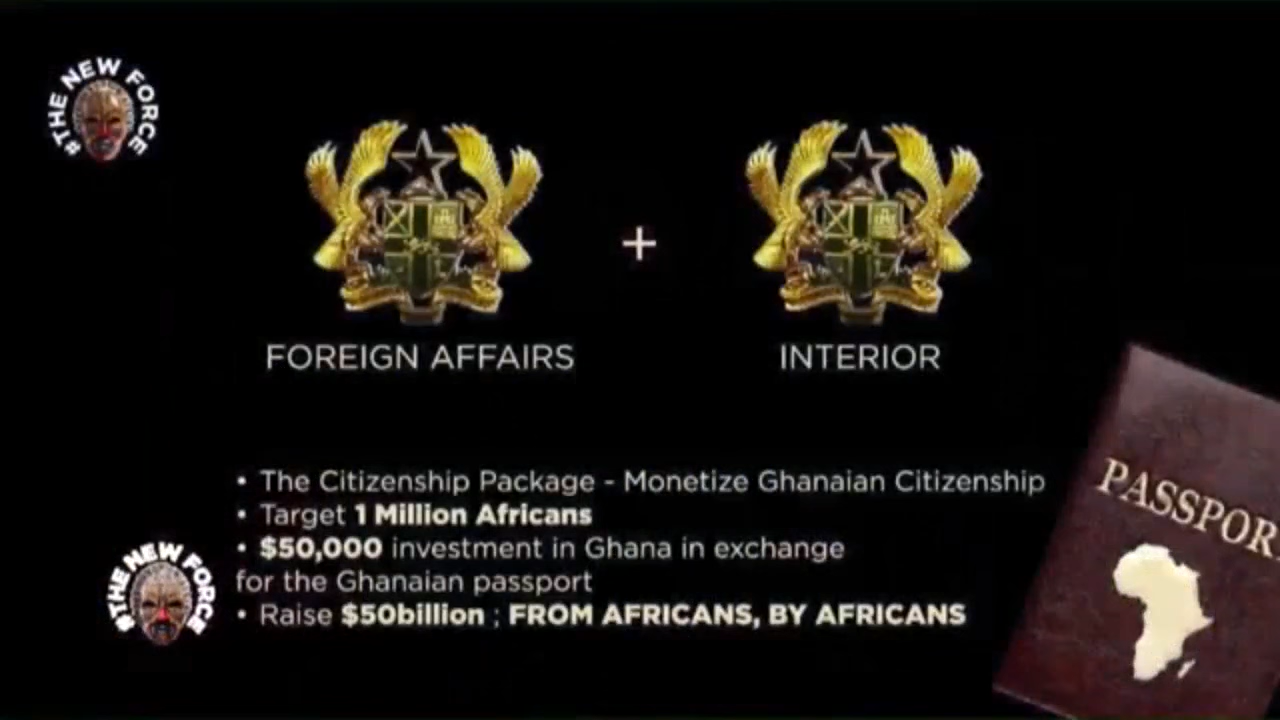 #THE NEW FORCE
+
FOREIGN AFFAIRS
INTERIOR
• The Citizenship Package - Monetize Ghanaian Citizenship
• Target 1 Million Africans
• $50,000 investment in Ghana in exchange
for the Ghanaian passport
• Raise $50billion ; FROM AFRICANS, BY AFRICANS
#THE NEW FORCE
PASSPOR